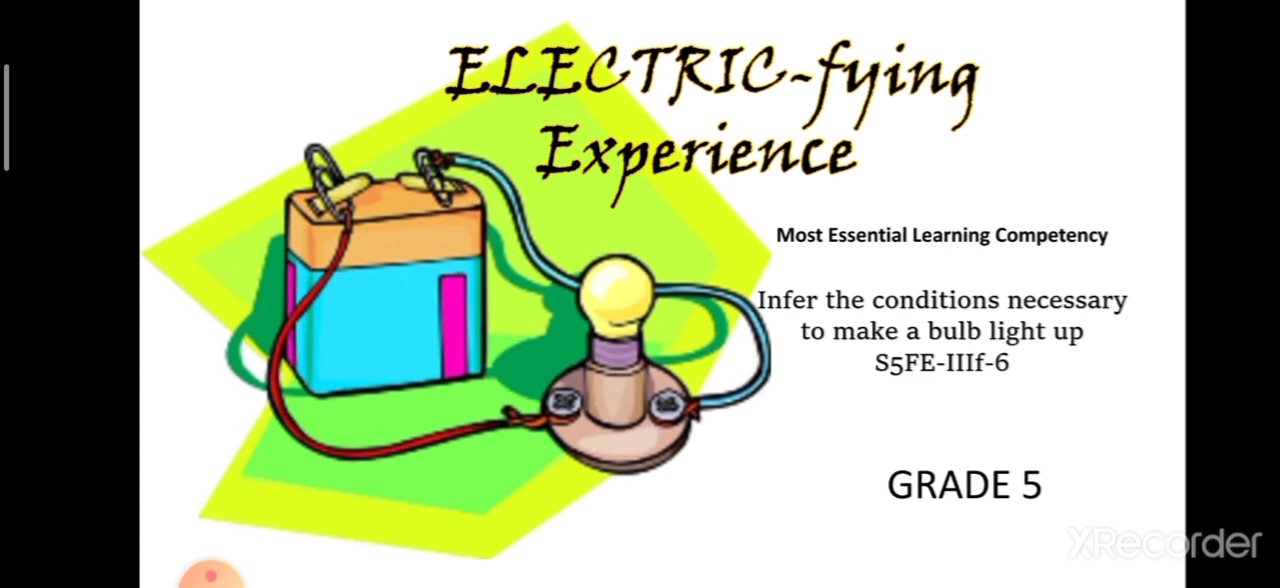 ELECTRIC-fying
Experience
Most Essential Learning Competency
Infer the conditions necessary
to make a bulb light up
S5FE-IIIf-6
GRADE 5
XRecorder